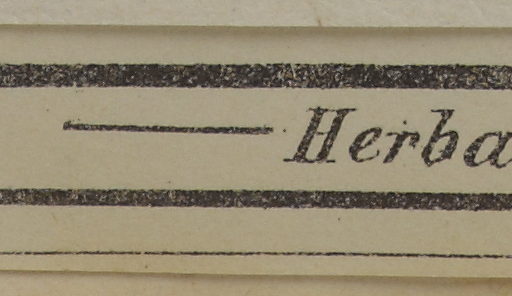 — Herba